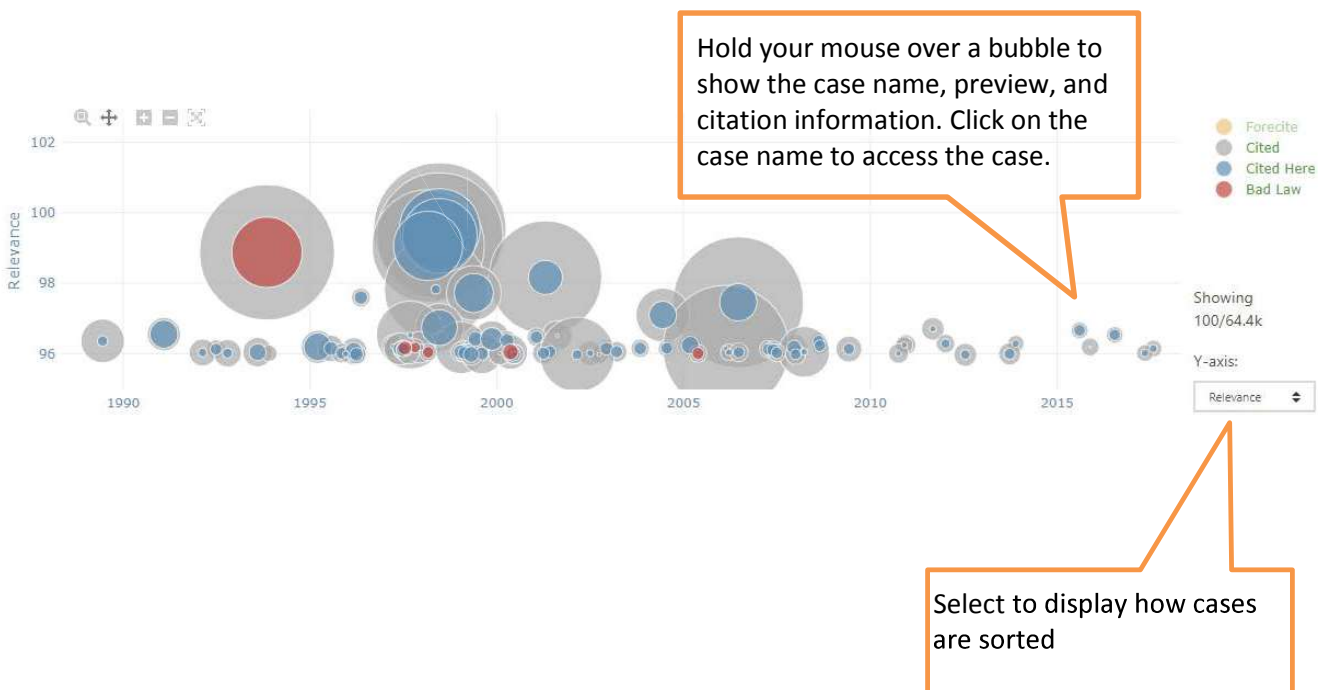 Hold your mouse over a bubble to
show the case name, preview, and
citation information. Click on the
case name to access the case.
Forecite
Cited
Cited Here
Bad Law
102
100
98
96
Relevance
1990
1995
2000
2005
2010
2015
Showing
100/64.4k
Y-axis:
Relevance
Select to display how cases
are sorted